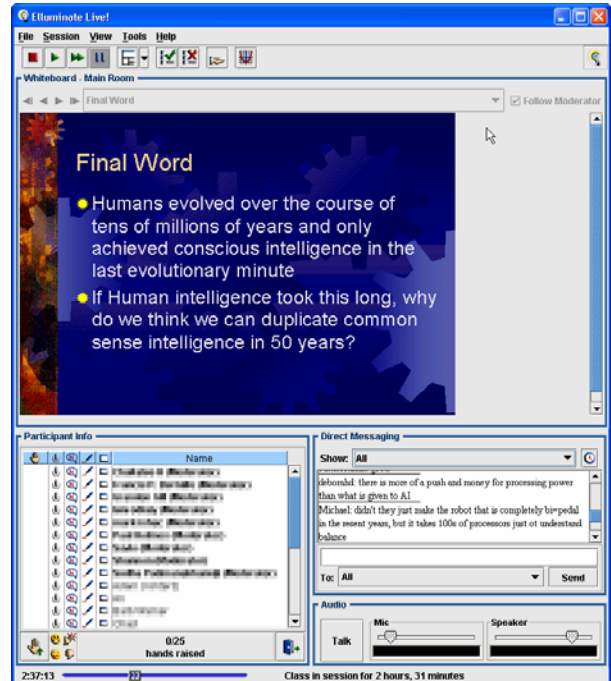 Elluminate Live!
File Session View Tools Help
Whiteboard - Main Room
Final Word
Follow Moderator
Final Word
Humans evolved over the course of
tens of millions of years and only
achieved conscious intelligence in the
last evolutionary minute
If Human intelligence took this long, why
do we think we can duplicate common
sense intelligence in 50 years?
Participant Info
Name
0/25
hands raised
Direct Messaging
Show: All
deborahd: there is more of a push and money for processing power
than what is given to AI
Michael: didn't they just make the robot that is completely bi=pedal
in the resent years, but it takes 100s of processors just ot understand
balance
To: All
Send
Audio
Talk
Mic
Speaker
2:37:13
Class in session for 2 hours, 31 minutes